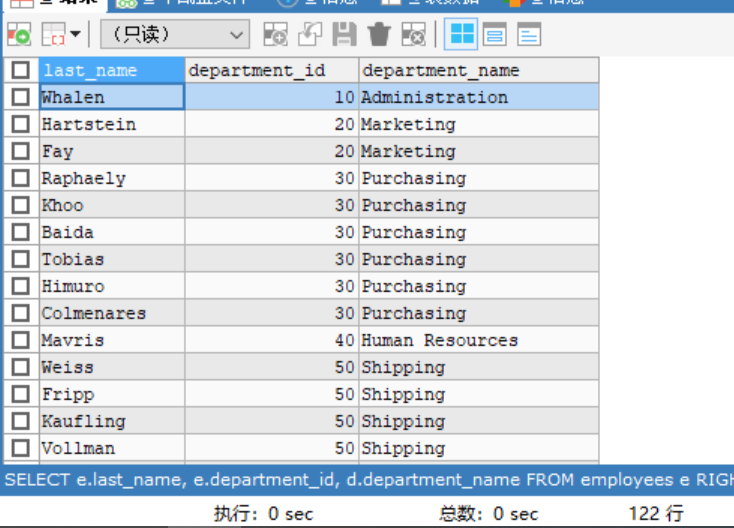 （只读）
last_name department_id department_name
Whalen 10 Administration
Hartstein 20 Marketing
Fay 20 Marketing
Raphaely 30 Purchasing
Khoo 30 Purchasing
Baida 30 Purchasing
Tobias 30 Purchasing
Himuro 30 Purchasing
Colmenares 30 Purchasing
Mavris 40 Human Resources
Weiss 50 Shipping
Fripp 50 Shipping
Kaufling 50 Shipping
Vollman 50 Shipping
SELECT e.last_name, e.department_id, d.department_name FROM employees e RIGH
执行: 0 sec 总数: 0 sec 122 行